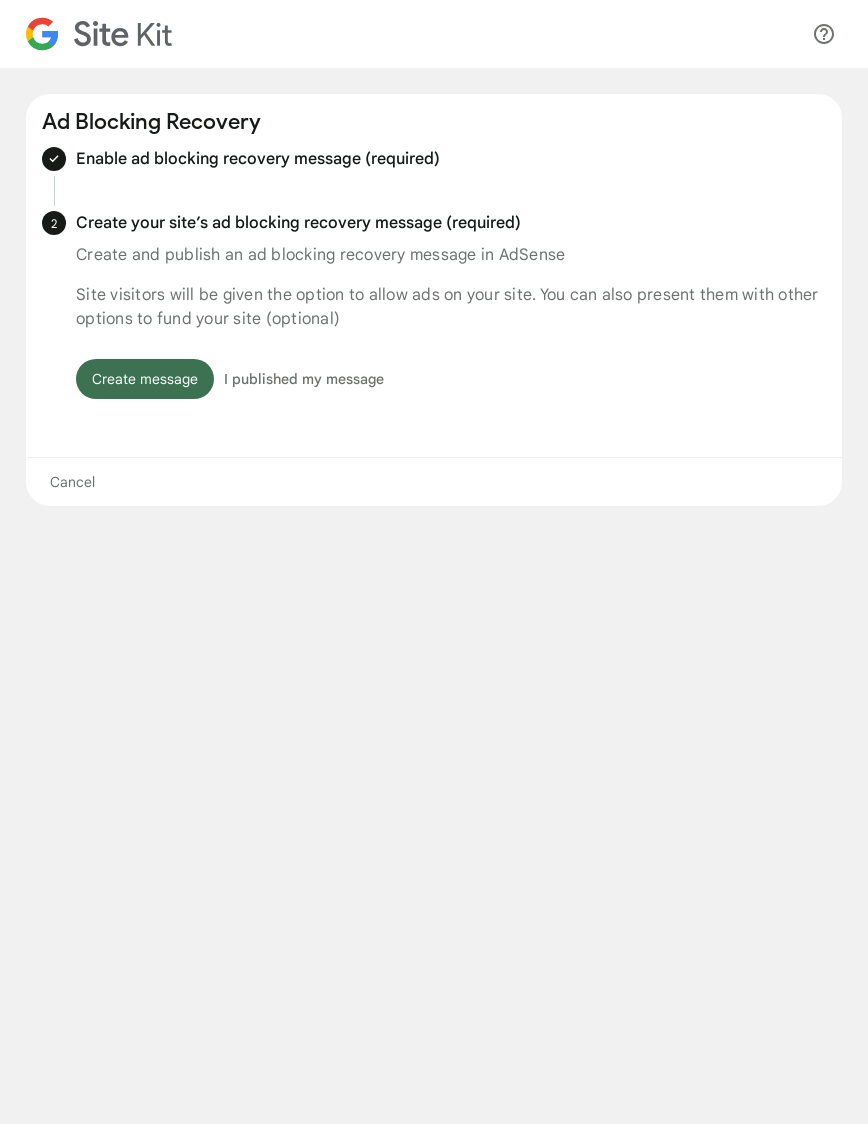 Site Kit
Ad Blocking Recovery
Enable ad blocking recovery message (required)
2 Create your site’s ad blocking recovery message (required)
Create and publish an ad blocking recovery message in AdSense
Site visitors will be given the option to allow ads on your site. You can also present them with other
options to fund your site (optional)
Create message I published my message
Cancel